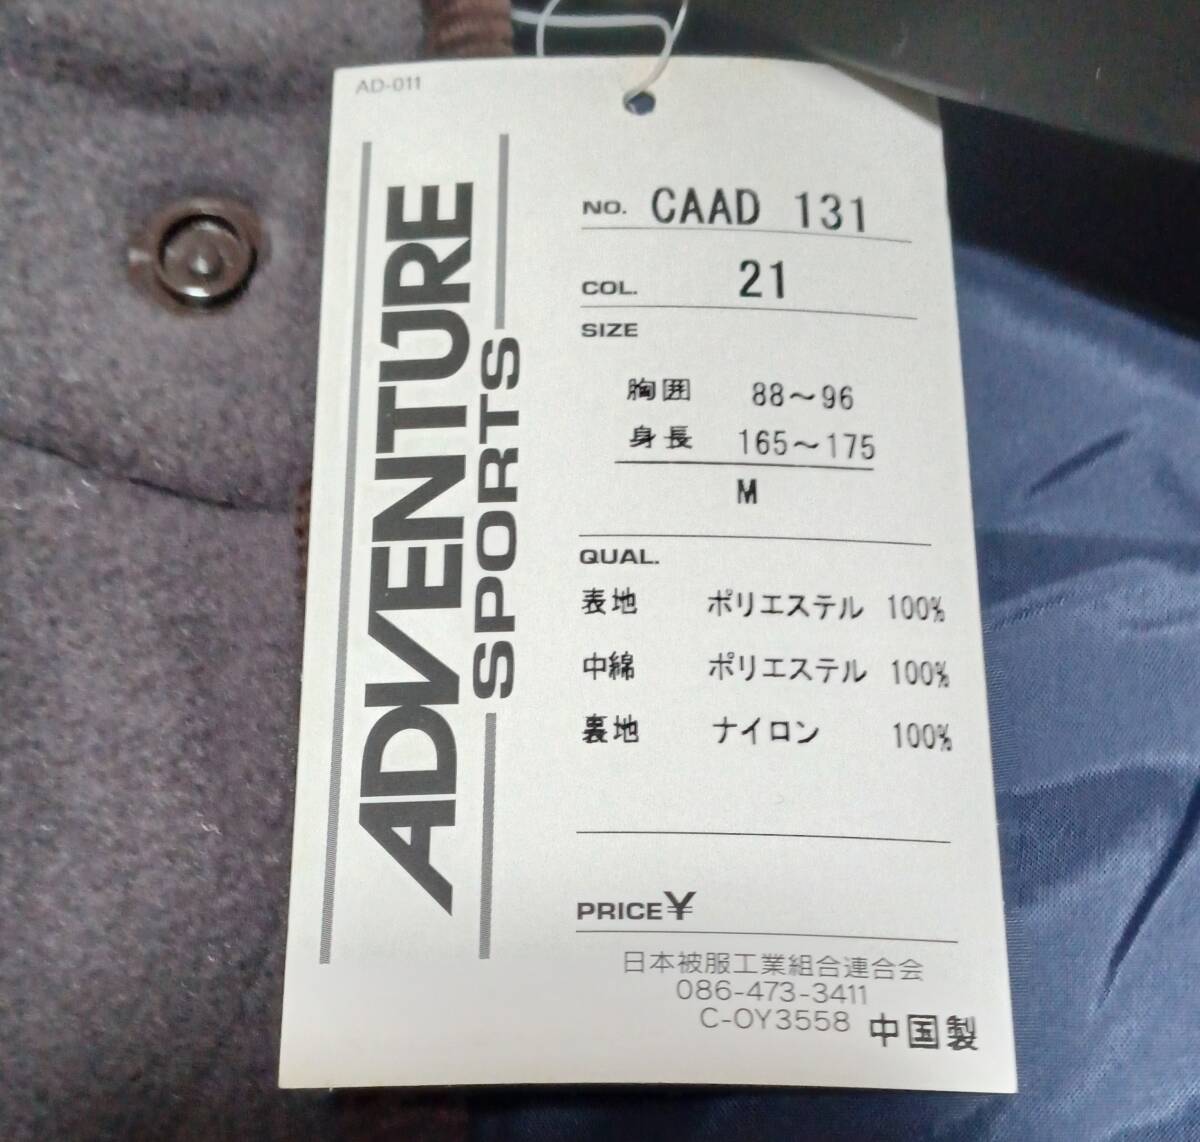 AD-011
ADVENTURE
SPORTS
NO. CAAD 131
COL. 21
SIZE
胸囲 88～96
身長 165～175
M
QUAL.
表地 ポリエステル 100%
中綿 ポリエステル 100%
裏地 ナイロン 100%
PRICE¥
日本被服工業組合連合会
086-473-3411
C-OY3558 中国製